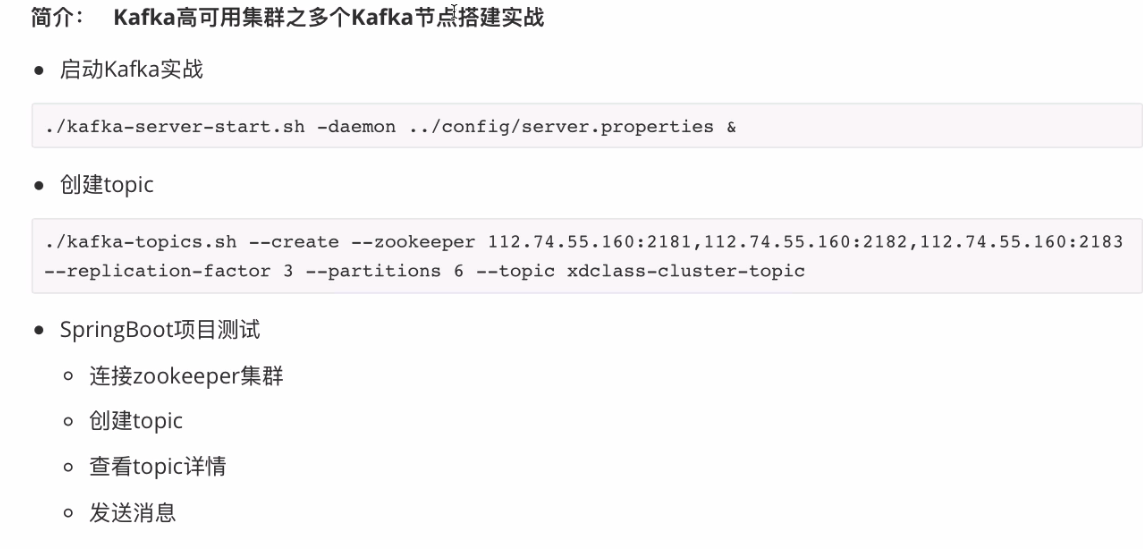 简介： Kafka高可用集群之多个Kafka节点搭建实战
启动Kafka实战
./kafka-server-start.sh -daemon ../config/server.properties &
创建topic
./kafka-topics.sh --create --zookeeper 112.74.55.160:2181,112.74.55.160:2182,112.74.55.160:2183
--replication-factor 3 --partitions 6 --topic xdclass-cluster-topic
SpringBoot项目测试
连接zookeeper集群
创建topic
查看topic详情
发送消息